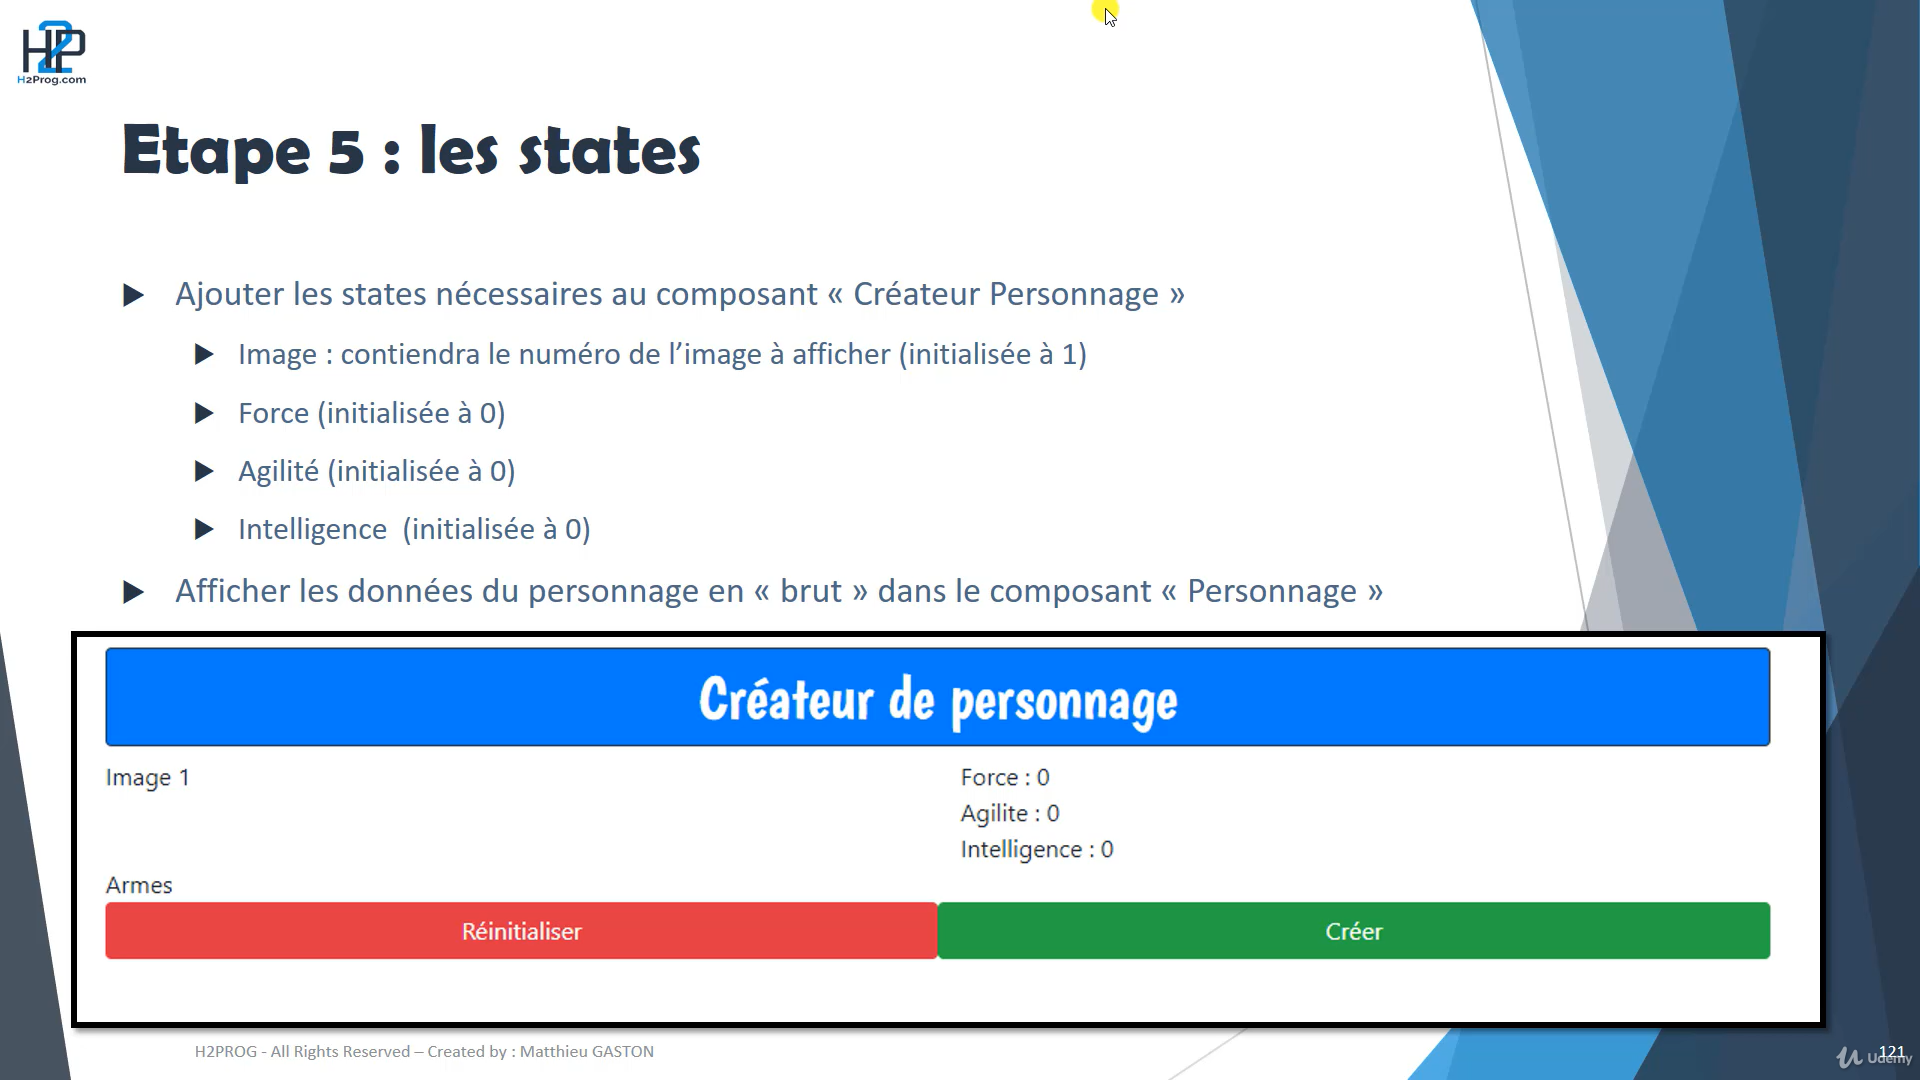 H2P
H2Prog.com
Etape 5 : les states
Ajouter les states nécessaires au composant « Créateur Personnage »
Image : contiendra le numéro de l’image à afficher (initialisée à 1)
Force (initialisée à 0)
Agilité (initialisée à 0)
Intelligence  (initialisée à 0)
Afficher les données du personnage en « brut » dans le composant « Personnage »
Créateur de personnage
Image 1
Force : 0
Agilite : 0
Intelligence : 0
Armes
Réinitialiser
Créer
H2PROG - All Rights Reserved – Created by : Matthieu GASTON
121
Udemy